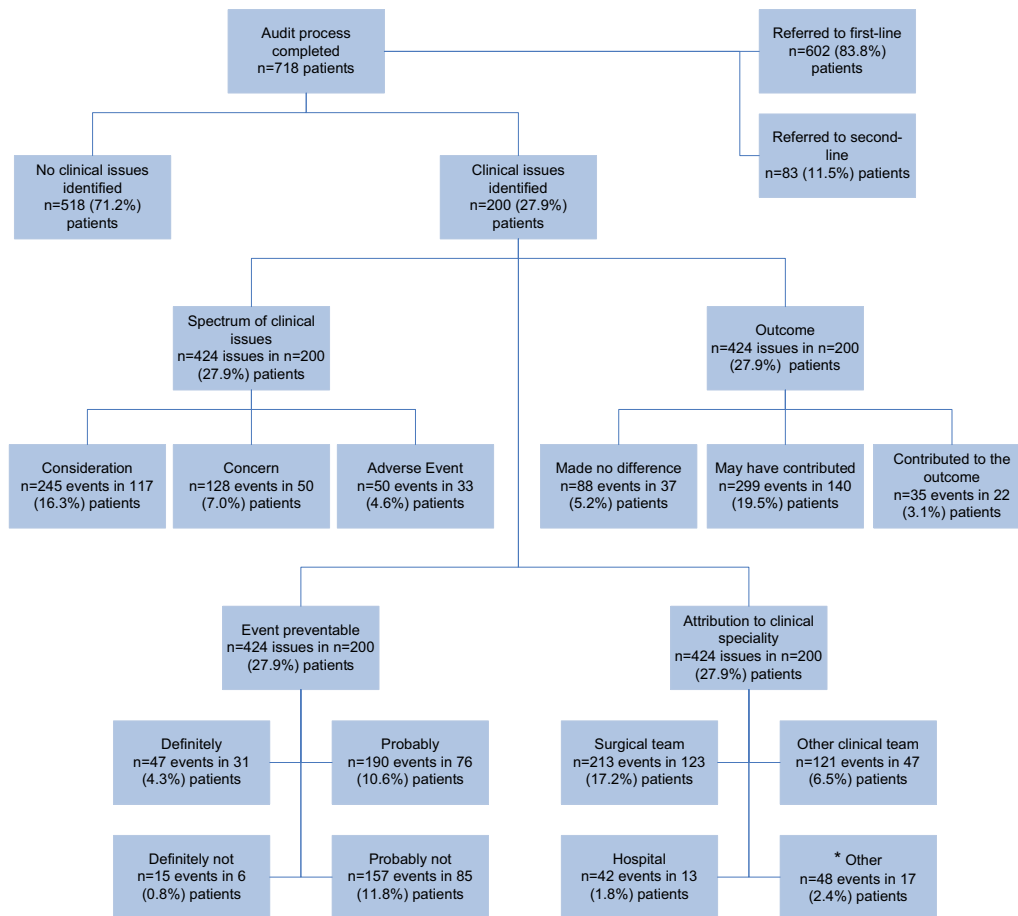 Audit process
completed
n=718 patients
Referred to first-line
n=602 (83.8%)
patients
Referred to second-
line
n=83 (11.5%) patients
No clinical issues
identified
n=518 (71.2%)
patients
Clinical issues
identified
n=200 (27.9%)
patients
Spectrum of clinical
issues
n=424 issues in n=200
(27.9%) patients
Outcome
n=424 issues in n=200
(27.9%)  patients
Consideration
n=245 events in 117
(16.3%) patients
Concern
n=128 events in 50
(7.0%) patients
Adverse Event
n=50 events in 33
(4.6%) patients
Made no difference
n=88 events in 37
(5.2%) patients
May have contributed
n=299 events in 140
(19.5%) patients
Contributed to the
outcome
n=35 events in 22
(3.1%) patients
Event preventable
n=424 issues in n=200
(27.9%) patients
Attribution to clinical
speciality
n=424 issues in n=200
(27.9%) patients
Definitely
n=47 events in 31
(4.3%) patients
Probably
n=190 events in 76
(10.6%) patients
Surgical team
n=213 events in 123
(17.2%) patients
Other clinical team
n=121 events in 47
(6.5%) patients
Definitely not
n=15 events in 6
(0.8%) patients
Probably not
n=157 events in 85
(11.8%) patients
Hospital
n=42 events in 13
(1.8%) patients
* Other
n=48 events in 17
(2.4%) patients